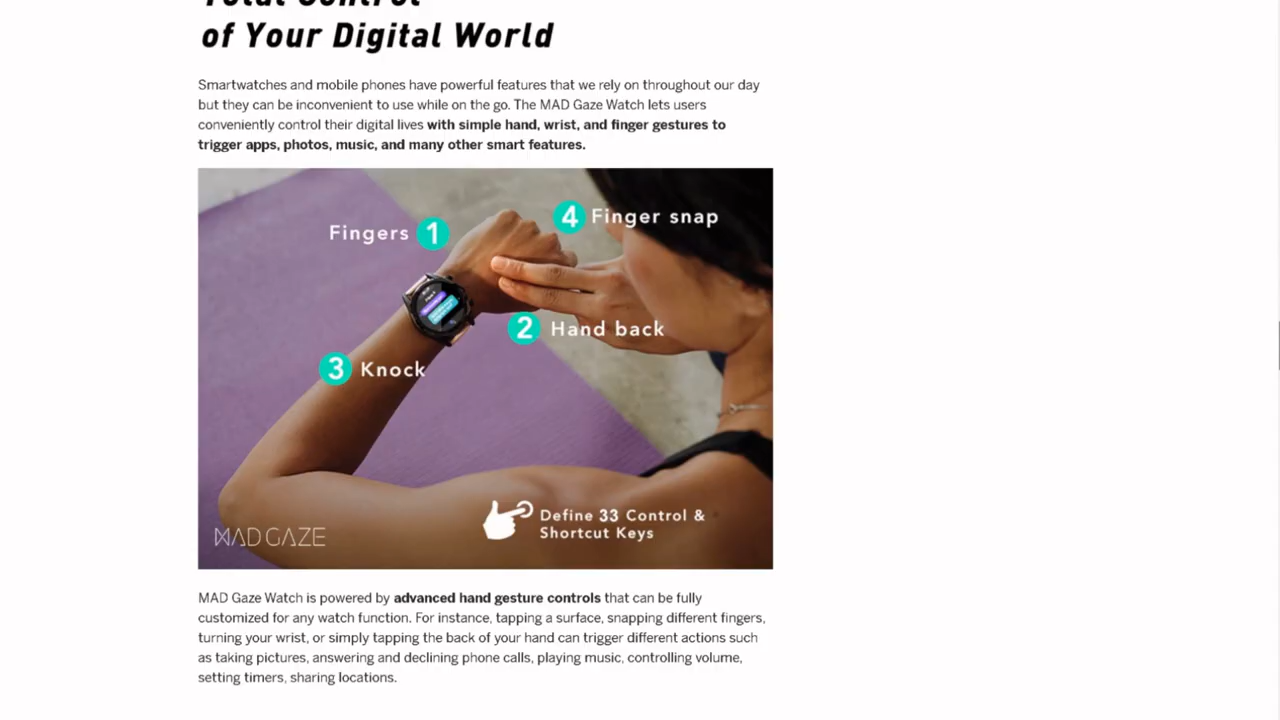 Total Control
of Your Digital World
Smartwatches and mobile phones have powerful features that we rely on throughout our day
but they can be inconvenient to use while on the go. The MAD Gaze Watch lets users
conveniently control their digital lives with simple hand, wrist, and finger gestures to
trigger apps, photos, music, and many other smart features.
Fingers 1
4 Finger snap
2 Hand back
3 Knock
Define 33 Control &
Shortcut Keys
MAD GAZE
MAD Gaze Watch is powered by advanced hand gesture controls that can be fully
customized for any watch function. For instance, tapping a surface, snapping different fingers,
turning your wrist, or simply tapping the back of your hand can trigger different actions such
as taking pictures, answering and declining phone calls, playing music, controlling volume,
setting timers, sharing locations.